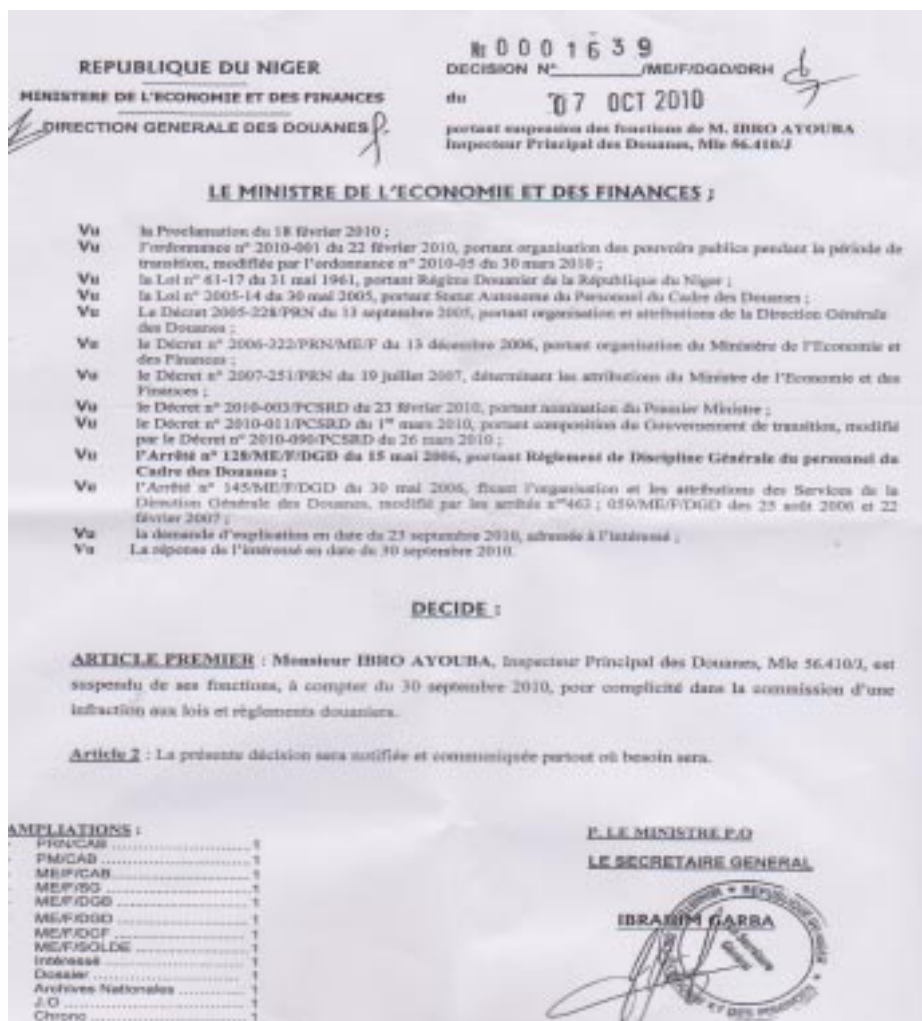 REPUBLIQUE DU NIGER
MINISTERE DE L'ECONOMIE ET DES FINANCES
DIRECTION GENERALE DES DOUANES
№ 0001639
DECISION N° /ME/F/DGD/DRH
du 07 OCT 2010
portant suspension des fonctions de M. IBRO AYOUBA
Inspecteur Principal des Douanes, Mle 56.410/J
LE MINISTRE DE L'ECONOMIE ET DES FINANCES ;
Vu la Proclamation du 18 février 2010 ;
Vu l'ordonnance n° 2010-001 du 22 février 2010, portant organisation des pouvoirs publics pendant la période de
transition, modifiée par l'ordonnance n° 2010-05 du 30 mars 2010 ;
Vu la Loi n° 61-17 du 31 mai 1961, portant Régime Douanier de la République du Niger ;
Vu la Loi n° 2005-14 du 30 mai 2005, portant Statut Autonome du Personnel du Cadre des Douanes ;
Vu Le Décret 2005-228/PRN du 13 septembre 2005, portant organisation et attributions de la Direction Générale
des Douanes ;
Vu le Décret n° 2006-322/PRN/ME/F du 13 décembre 2006, portant organisation du Ministère de l'Economie et
des Finances ;
Vu le Décret n° 2007-251/PRN du 19 juillet 2007, déterminant les attributions du Ministre de l'Economie et des
Finances ;
Vu le Décret n° 2010-003/PCSRD du 23 février 2010, portant nomination du Premier Ministre ;
Vu le Décret n° 2010-011/PCSRD du 1er mars 2010, portant composition du Gouvernement de transition, modifié
par le Décret n° 2010-090/PCSRD du 26 mars 2010 ;
Vu l'Arrêté n° 128/ME/F/DGD du 15 mai 2006, portant Règlement de Discipline Générale du personnel du
Cadre des Douanes ;
Vu l'Arrêté n° 145/ME/F/DGD du 30 mai 2006, fixant l'organisation et les attributions des Services de la
Direction Générale des Douanes, modifié par les arrêtés n°462 ; 059/ME/F/DGD des 25 août 2006 et 22
février 2007 ;
Vu la demande d'explication en date du 23 septembre 2010, adressée à l'intéressé ;
Vu La réponse de l'intéressé en date du 30 septembre 2010.
DECIDE :
ARTICLE PREMIER : Monsieur IBRO AYOUBA, Inspecteur Principal des Douanes, Mle 56.410/J, est
suspendu de ses fonctions, à compter du 30 septembre 2010, pour complicité dans la commission d'une
infraction aux lois et règlements douaniers.
Article 2 : La présente décision sera notifiée et communiquée partout où besoin sera.
AMPLIATIONS :
PRN/CAB 1
PM/CAB 1
ME/F/CAB 1
ME/F/SG 1
ME/F/DGB 1
ME/F/DGD 1
ME/F/DCF 1
ME/F/SOLDE 1
Intéressé 1
Dossier 1
Archives Nationales 1
J.O 1
Chrono 1
P. LE MINISTRE P.O
LE SECRETAIRE GENERAL
IBRAHIM GARBA